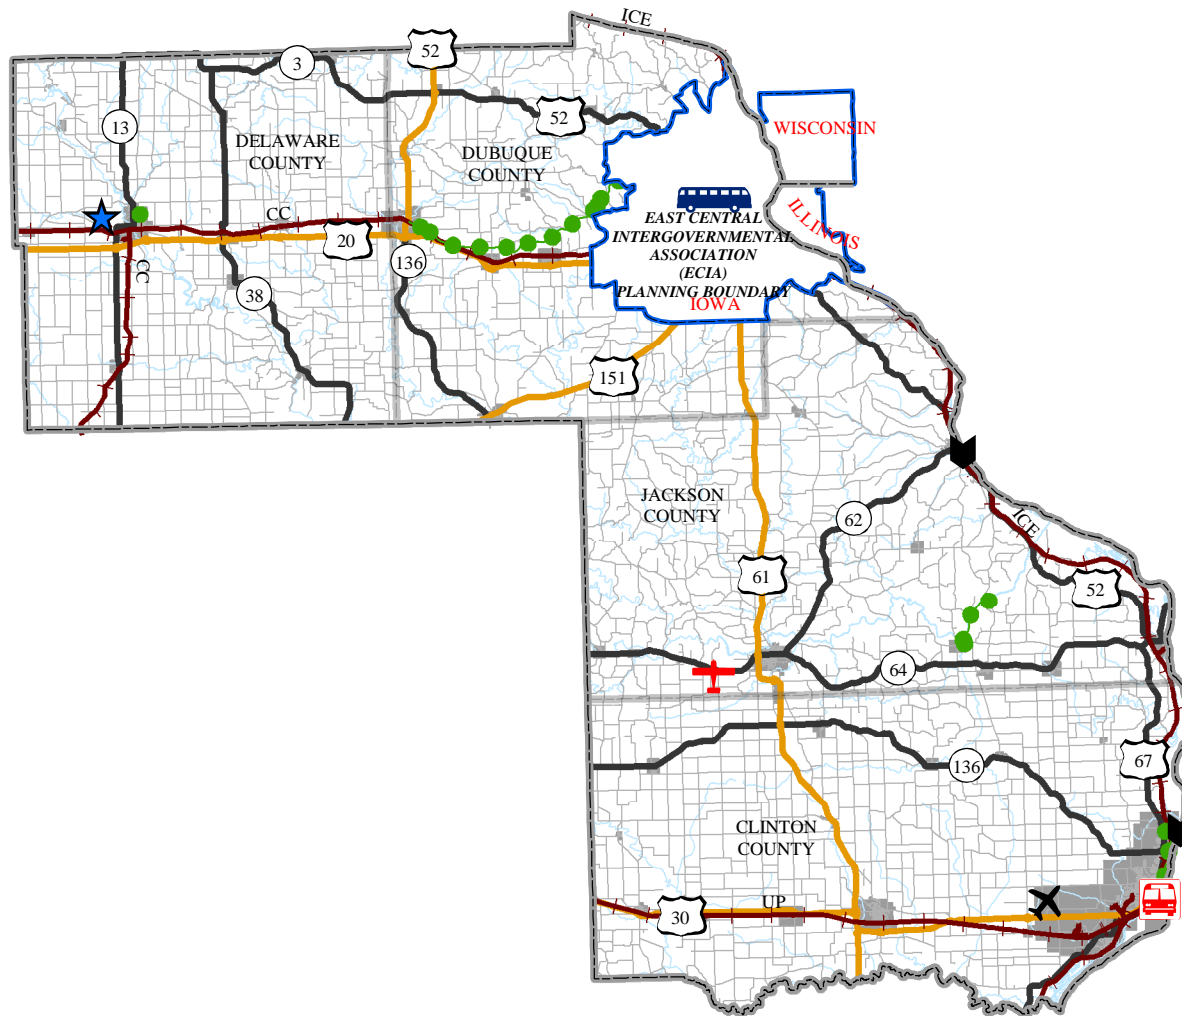 ICE
52
3
52
13
WISCONSIN
DELAWARE
COUNTY
DUBUQUE
COUNTY
ILLINOIS
CC
EAST CENTRAL
INTERGOVERNMENTAL
ASSOCIATION
(ECIA)
PLANNING BOUNDARY
IOWA
20
136
CC
38
151
JACKSON
COUNTY
62
ICE
61
52
64
67
136
CLINTON
COUNTY
UP
30